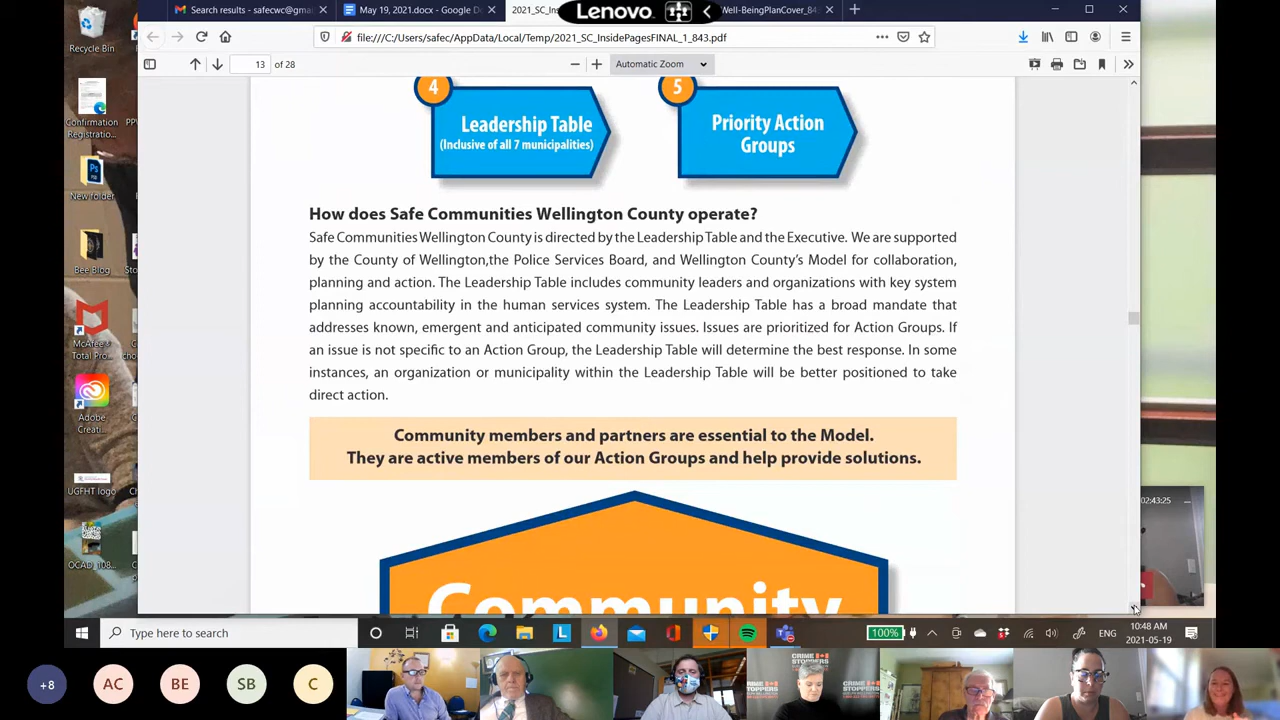 Search results - safecwc@gma
May 19, 2021.docx - Google D
2021_SC_Ins
Lenovo
Well-BeingPlanCover_8
file:///C:/Users/safec/AppData/Local/Temp/2021_SC_InsidePagesFINAL_1_843.pdf
13 of 28
Automatic Zoom
Recycle Bin
Confirmation
Registratio...
New folder
Bee Blog
McAfee®
Total Pro...
Adobe
Creati...
UGFHT logo
OCAD_108...
4
Leadership Table
(Inclusive of all 7 municipalities)
5
Priority Action
Groups
How does Safe Communities Wellington County operate?
Safe Communities Wellington County is directed by the Leadership Table and the Executive. We are supported
by the County of Wellington,the Police Services Board, and Wellington County's Model for collaboration,
planning and action. The Leadership Table includes community leaders and organizations with key system
planning accountability in the human services system. The Leadership Table has a broad mandate that
addresses known, emergent and anticipated community issues. Issues are prioritized for Action Groups. If
an issue is not specific to an Action Group, the Leadership Table will determine the best response. In some
instances, an organization or municipality within the Leadership Table will be better positioned to take
direct action.
Community members and partners are essential to the Model.
They are active members of our Action Groups and help provide solutions.
Community
02:43:25
Type here to search
100%
ENG
10:48 AM
2021-05-19
+8
AC
BE
SB
C
CRIME
STOPPERS